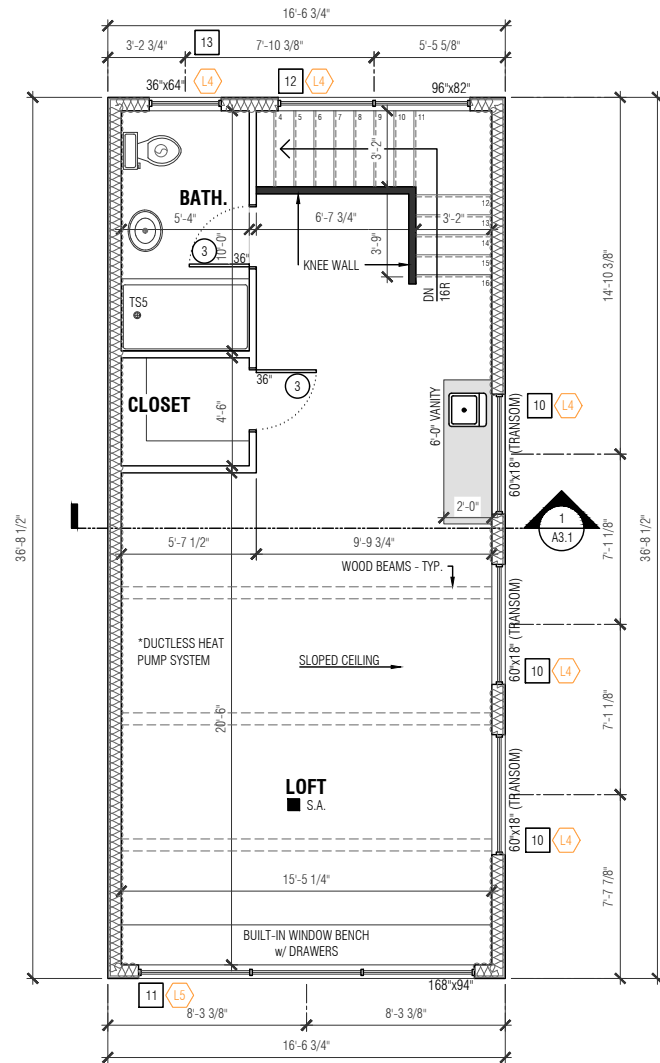 16'-6 3/4"
3'-2 3/4"
13
7'-10 3/8"
5'-5 5/8"
36"x64"
L4
12
L4
96"x82"
4 5 6 7 8 9 10 11
3'-2"
BATH.
5'-4"
6'-7 3/4"
3'-2"
12
13
14
15
16
10'-0"
3
36"
KNEE WALL
3'-9"
DN
16R
TS5
14'-10 3/8"
36"
3
CLOSET
4'-6"
6'-0" VANITY
2'-0"
60"x18" (TRANSOM)
10
L4
1
A3.1
7'-1 1/8"
36'-8 1/2"
36'-8 1/2"
5'-7 1/2"
9'-9 3/4"
WOOD BEAMS - TYP.
*DUCTLESS HEAT
PUMP SYSTEM
SLOPED CEILING
60"x18" (TRANSOM)
10
L4
20'-6"
7'-1 1/8"
LOFT
S.A.
60"x18" (TRANSOM)
10
L4
15'-5 1/4"
7'-7 7/8"
BUILT-IN WINDOW BENCH
w/ DRAWERS
11
L5
168"x94"
8'-3 3/8"
8'-3 3/8"
16'-6 3/4"